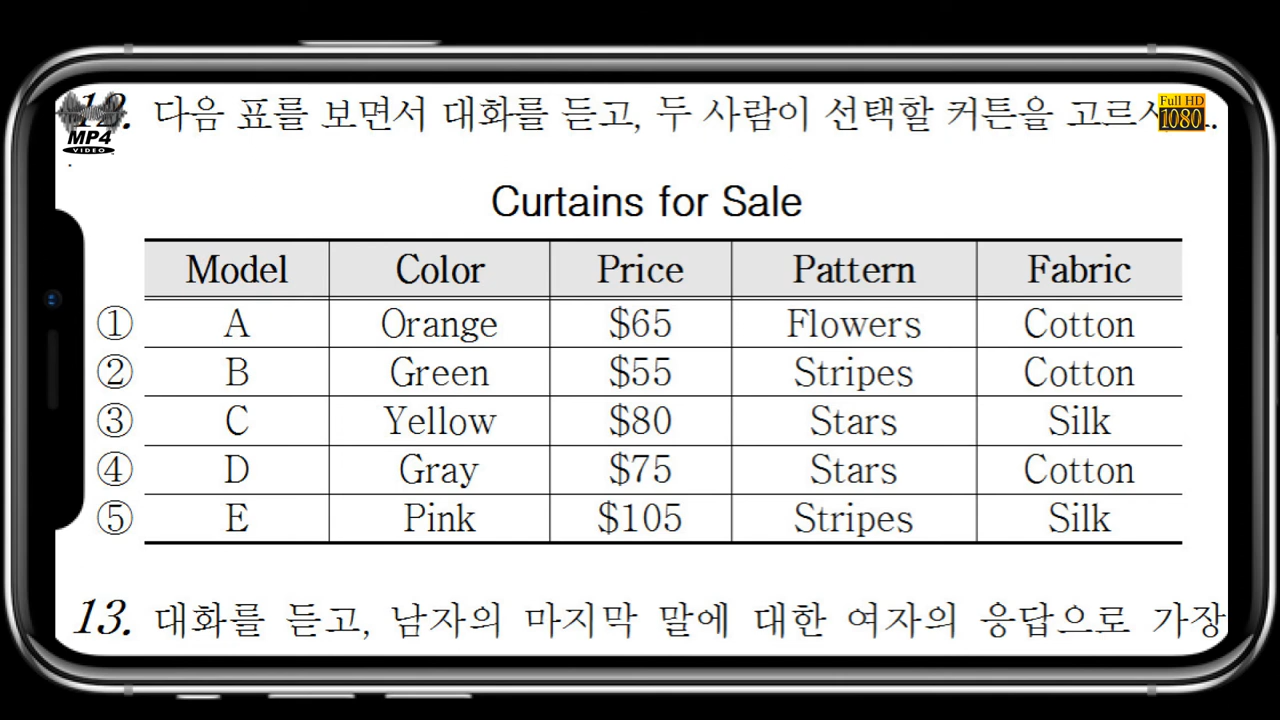 12. 다음 표를 보면서 대화를 듣고, 두 사람이 선택할 커튼을 고르시오.
Full HD
1080
MP4
VIDEO
Curtains for Sale
Model Color Price Pattern Fabric
① A Orange $65 Flowers Cotton
② B Green $55 Stripes Cotton
③ C Yellow $80 Stars Silk
④ D Gray $75 Stars Cotton
⑤ E Pink $105 Stripes Silk
13. 대화를 듣고, 남자의 마지막 말에 대한 여자의 응답으로 가장